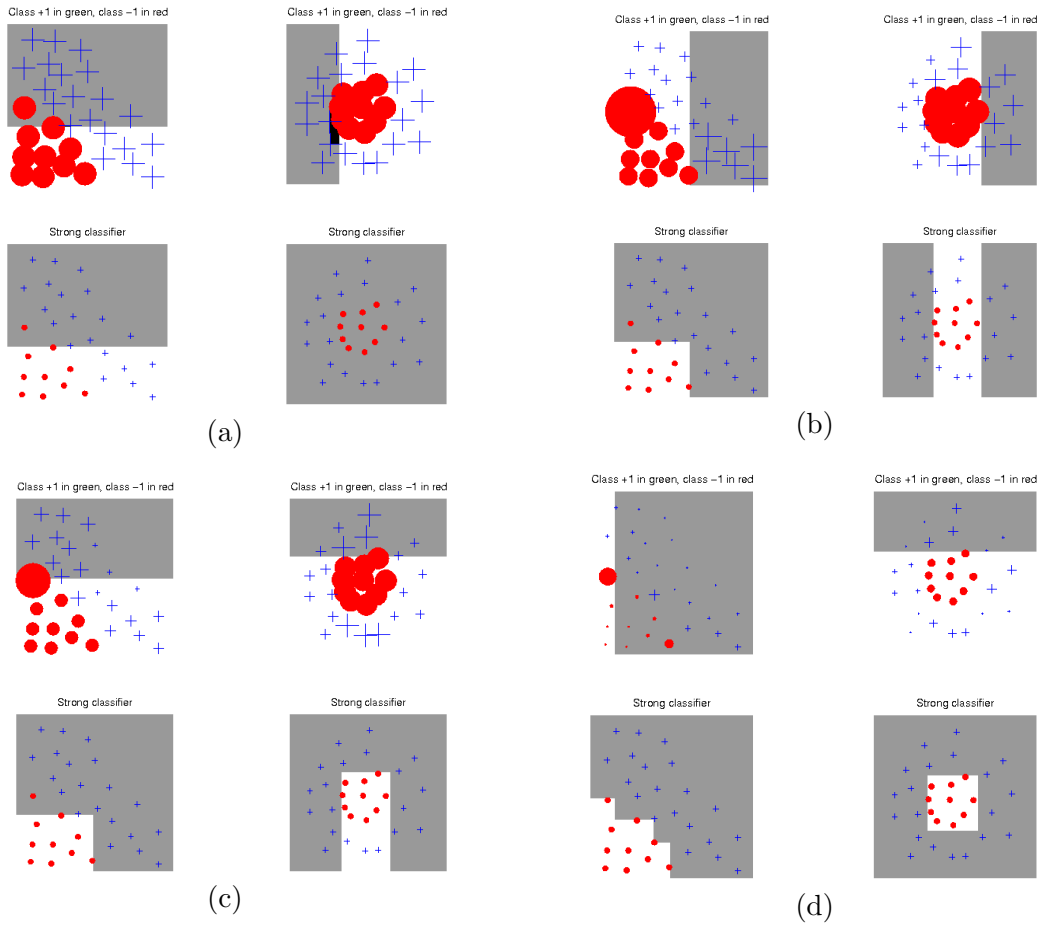 Class +1 in green, class −1 in red
Class +1 in green, class −1 in red
Strong classifier
Strong classifier
(a)
Class +1 in green, class −1 in red
Class +1 in green, class −1 in red
Strong classifier
Strong classifier
(b)
Class +1 in green, class −1 in red
Class +1 in green, class −1 in red
Strong classifier
Strong classifier
(c)
Class +1 in green, class −1 in red
Class +1 in green, class −1 in red
Strong classifier
Strong classifier
(d)